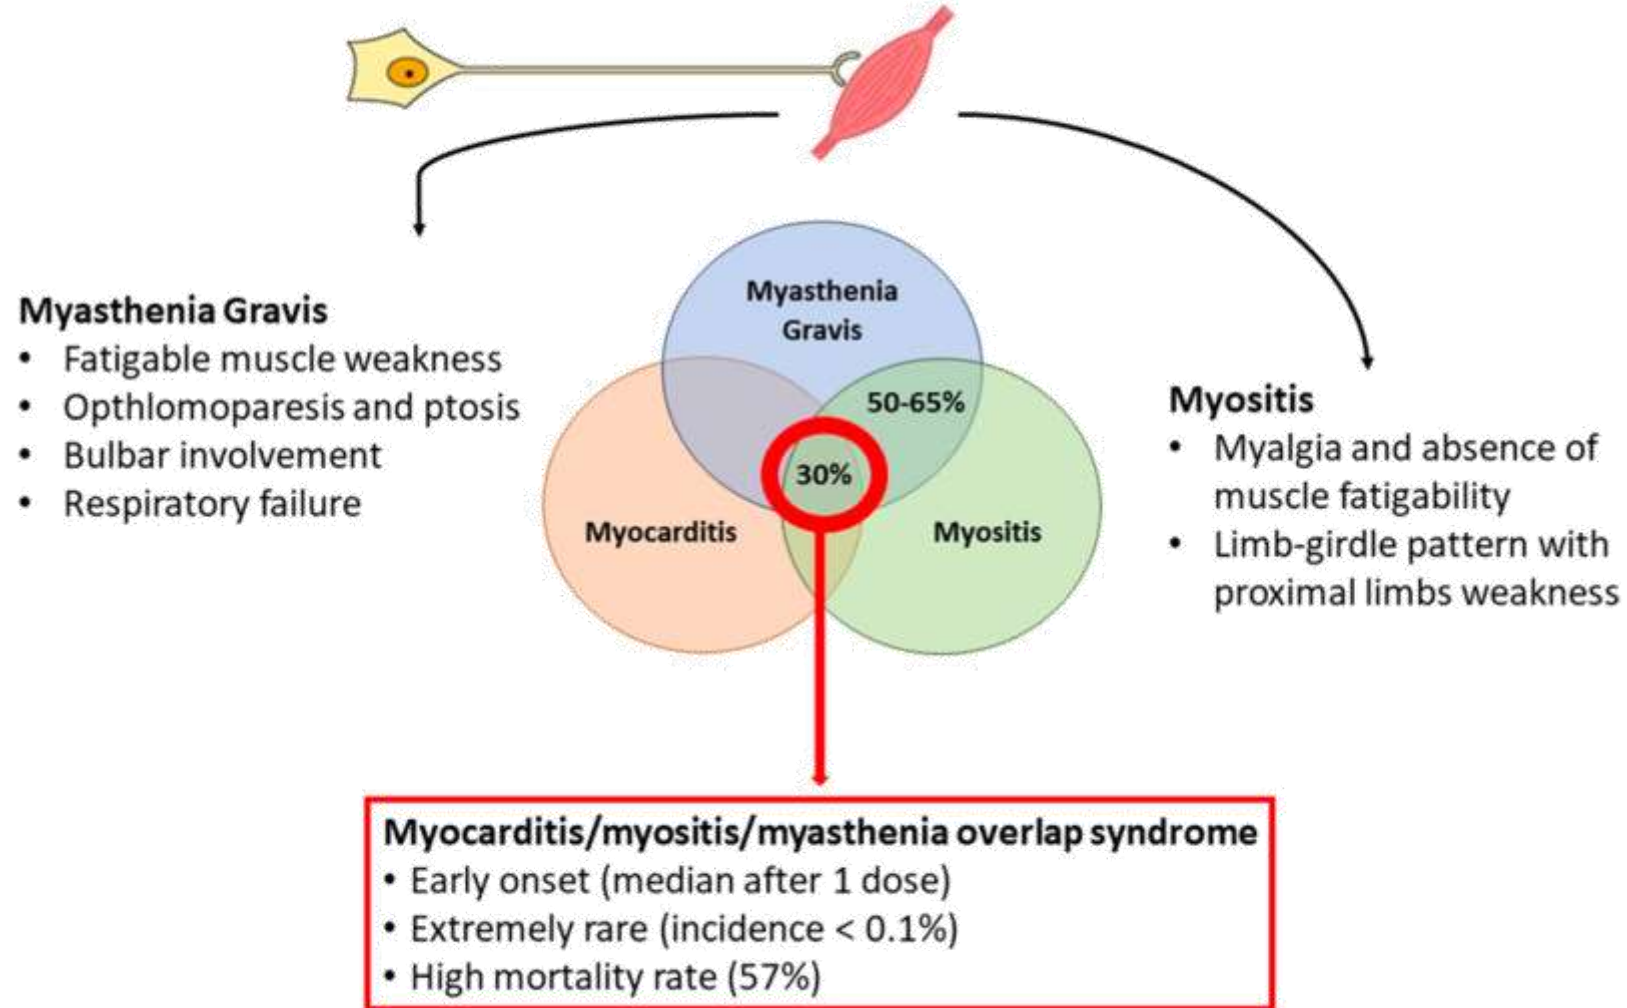 Myasthenia Gravis
• Fatigable muscle weakness
• Opthlomoparesis and ptosis
• Bulbar involvement
• Respiratory failure
Myasthenia
Gravis
50-65%
30%
Myocarditis
Myositis
Myositis
• Myalgia and absence of
muscle fatigability
• Limb-girdle pattern with
proximal limbs weakness
Myocarditis/myositis/myasthenia overlap syndrome
• Early onset (median after 1 dose)
• Extremely rare (incidence < 0.1%)
• High mortality rate (57%)